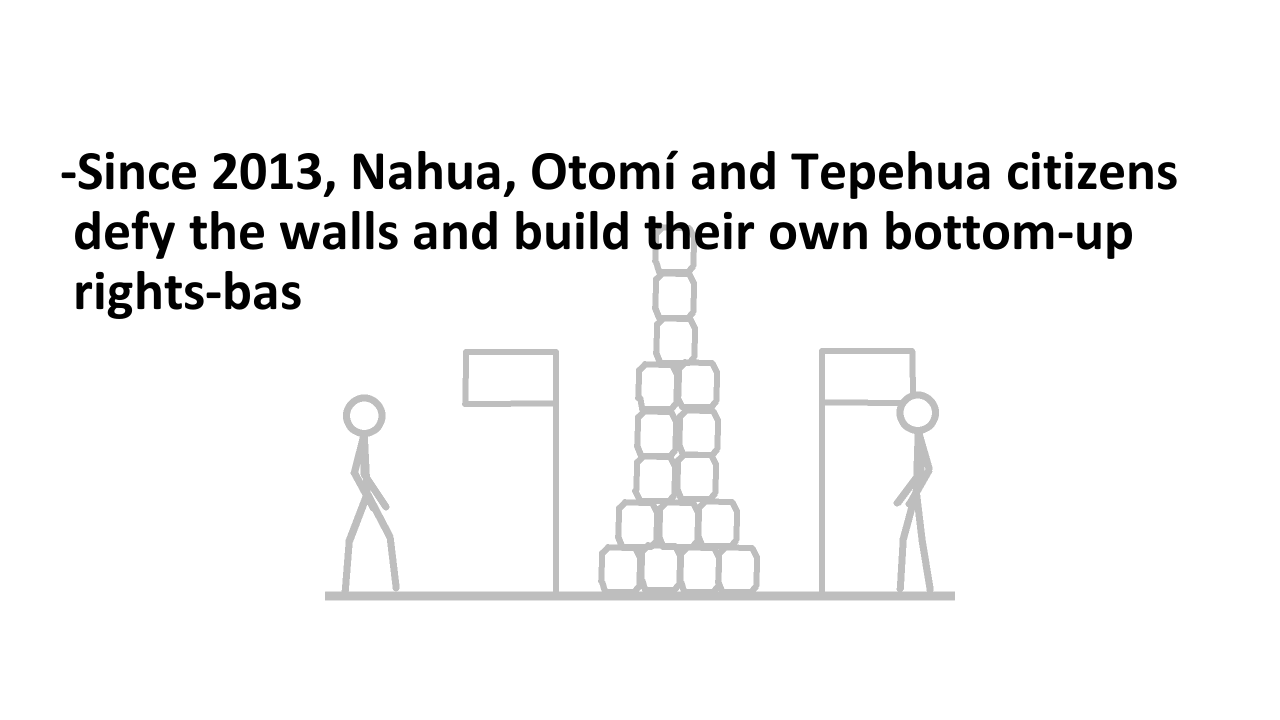 -Since 2013, Nahua, Otomí and Tepehua citizens
defy the walls and build their own bottom-up
rights-bas